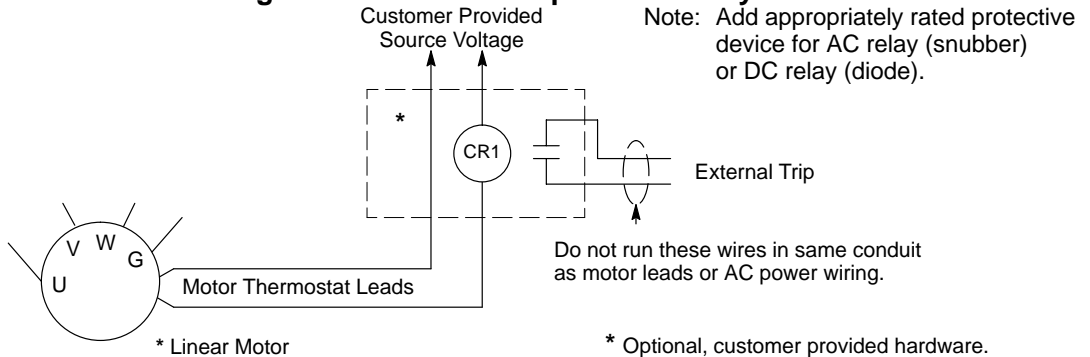 Customer Provided
Source Voltage
Note: Add appropriately rated protective
device for AC relay (snubber)
or DC relay (diode).
*
CR1
External Trip
Do not run these wires in same conduit
as motor leads or AC power wiring.
U
V
W
G
Motor Thermostat Leads
* Linear Motor
* Optional, customer provided hardware.